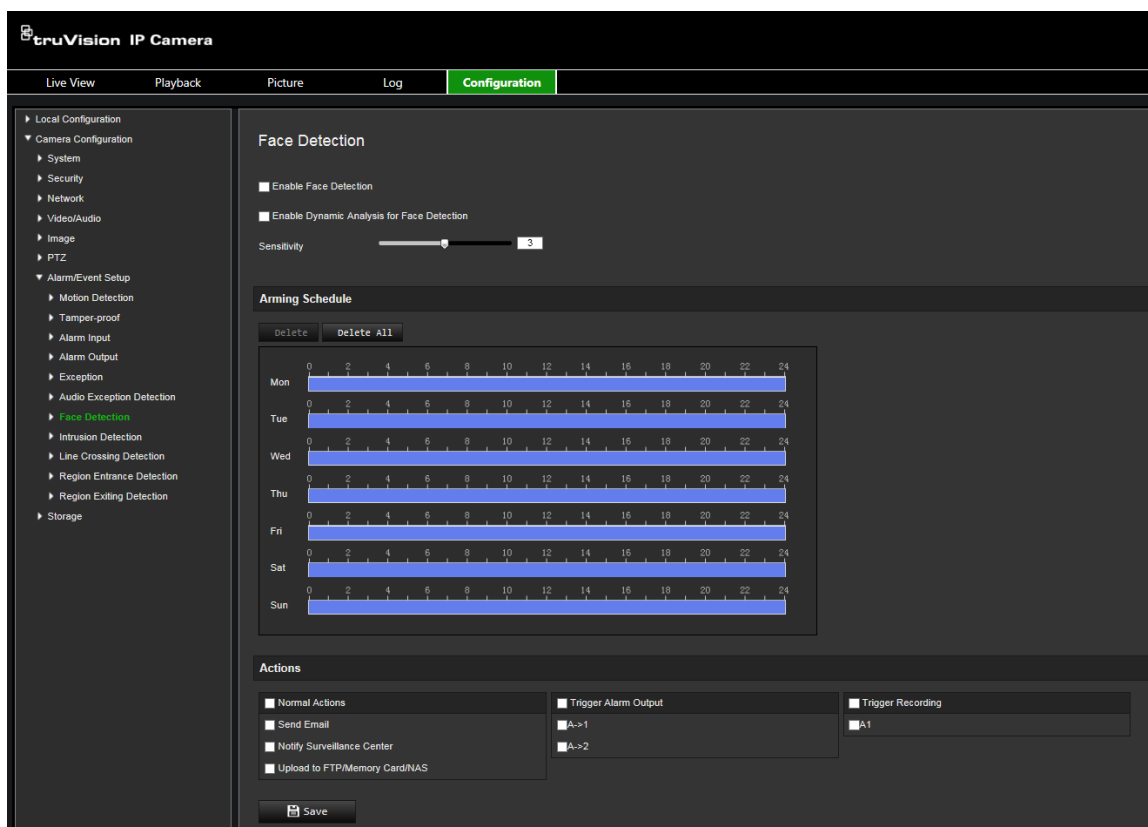 truVision IP Camera
Live View Playback Picture Log Configuration
Local Configuration
Camera Configuration
System
Security
Network
Video/Audio
Image
PTZ
Alarm/Event Setup
Motion Detection
Tamper-proof
Alarm Input
Alarm Output
Exception
Audio Exception Detection
Face Detection
Intrusion Detection
Line Crossing Detection
Region Entrance Detection
Region Exiting Detection
Storage
Face Detection
Enable Face Detection
Enable Dynamic Analysis for Face Detection
Sensitivity 3
Arming Schedule
Delete Delete All
0 2 4 6 8 10 12 14 16 18 20 22 24
Mon
0 2 4 6 8 10 12 14 16 18 20 22 24
Tue
0 2 4 6 8 10 12 14 16 18 20 22 24
Wed
0 2 4 6 8 10 12 14 16 18 20 22 24
Thu
0 2 4 6 8 10 12 14 16 18 20 22 24
Fri
0 2 4 6 8 10 12 14 16 18 20 22 24
Sat
0 2 4 6 8 10 12 14 16 18 20 22 24
Sun
Actions
Normal Actions Trigger Alarm Output Trigger Recording
Send Email A->1 A1
Notify Surveillance Center A->2
Upload to FTP/Memory Card/NAS
Save